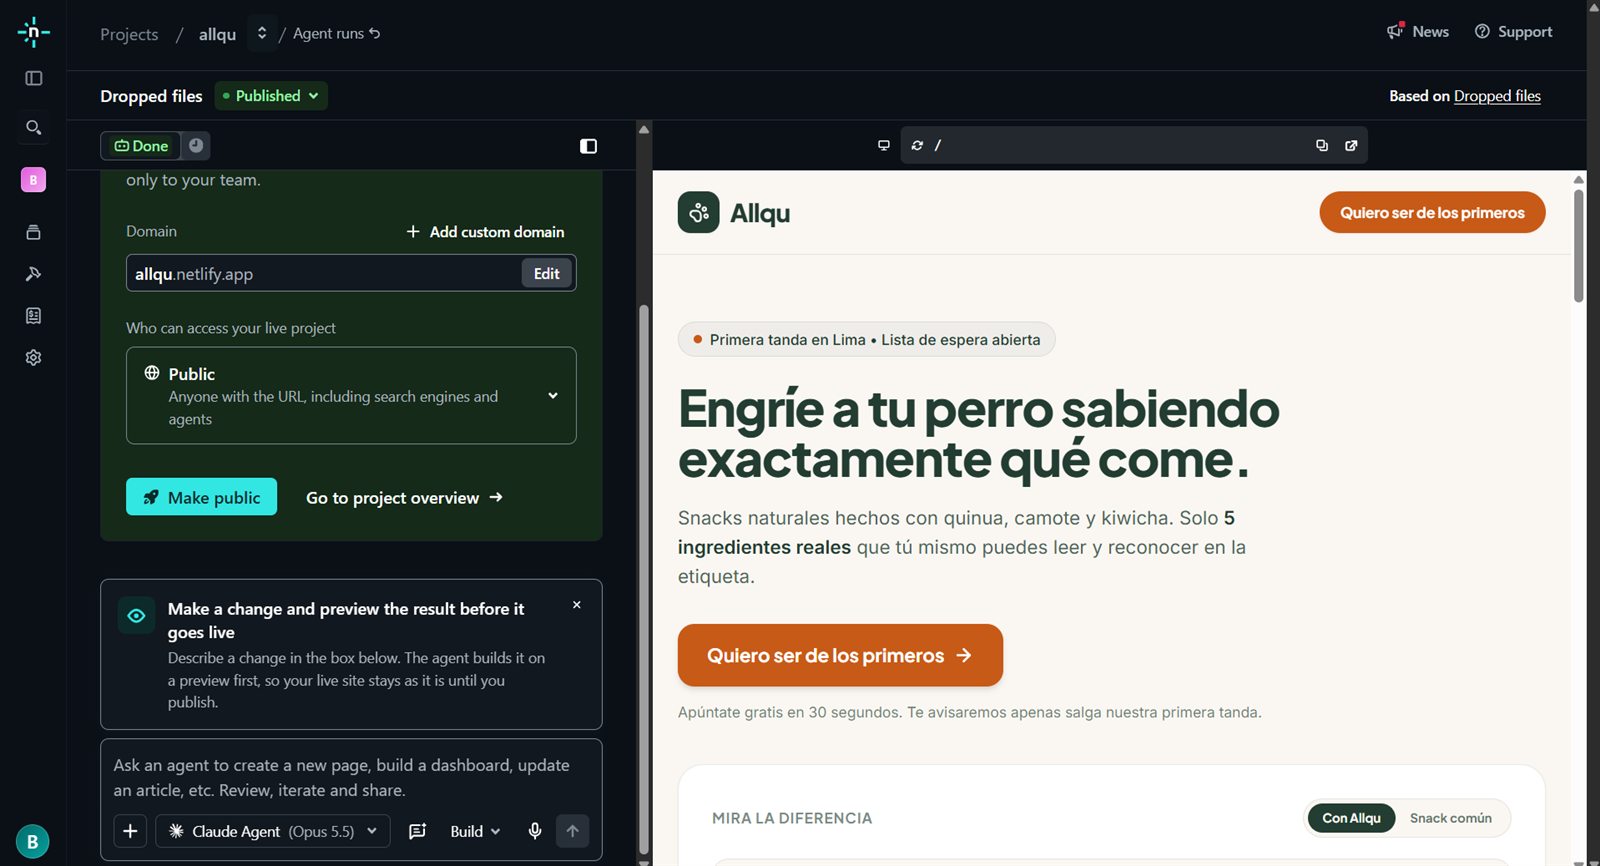 Projects / allqu / Agent runs
News
Support
Dropped files
Published
Based on Dropped files
Done
only to your team.
Domain
+ Add custom domain
allqu.netlify.app
Edit
Who can access your live project
Public
Anyone with the URL, including search engines and
agents
Make public
Go to project overview →
Make a change and preview the result before it
goes live
Describe a change in the box below. The agent builds it on
a preview first, so your live site stays as it is until you
publish.
Ask an agent to create a new page, build a dashboard, update
an article, etc. Review, iterate and share.
+
Claude Agent (Opus 5.5)
Build
B
B
/
Allqu
Quiero ser de los primeros
Primera tanda en Lima • Lista de espera abierta
Engríe a tu perro sabiendo
exactamente qué come.
Snacks naturales hechos con quinua, camote y kiwicha. Solo 5
ingredientes reales que tú mismo puedes leer y reconocer en la
etiqueta.
Quiero ser de los primeros →
Apúntate gratis en 30 segundos. Te avisaremos apenas salga nuestra primera tanda.
MIRA LA DIFERENCIA
Con Allqu
Snack común